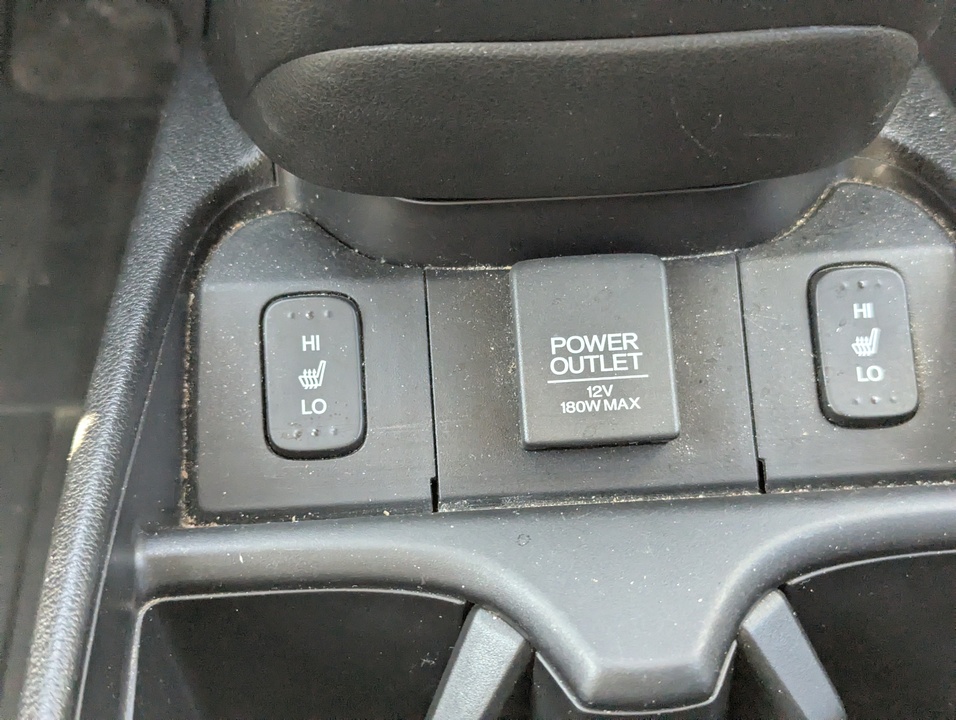 HI
LO
POWER
OUTLET
12V
180W MAX
HI
LO